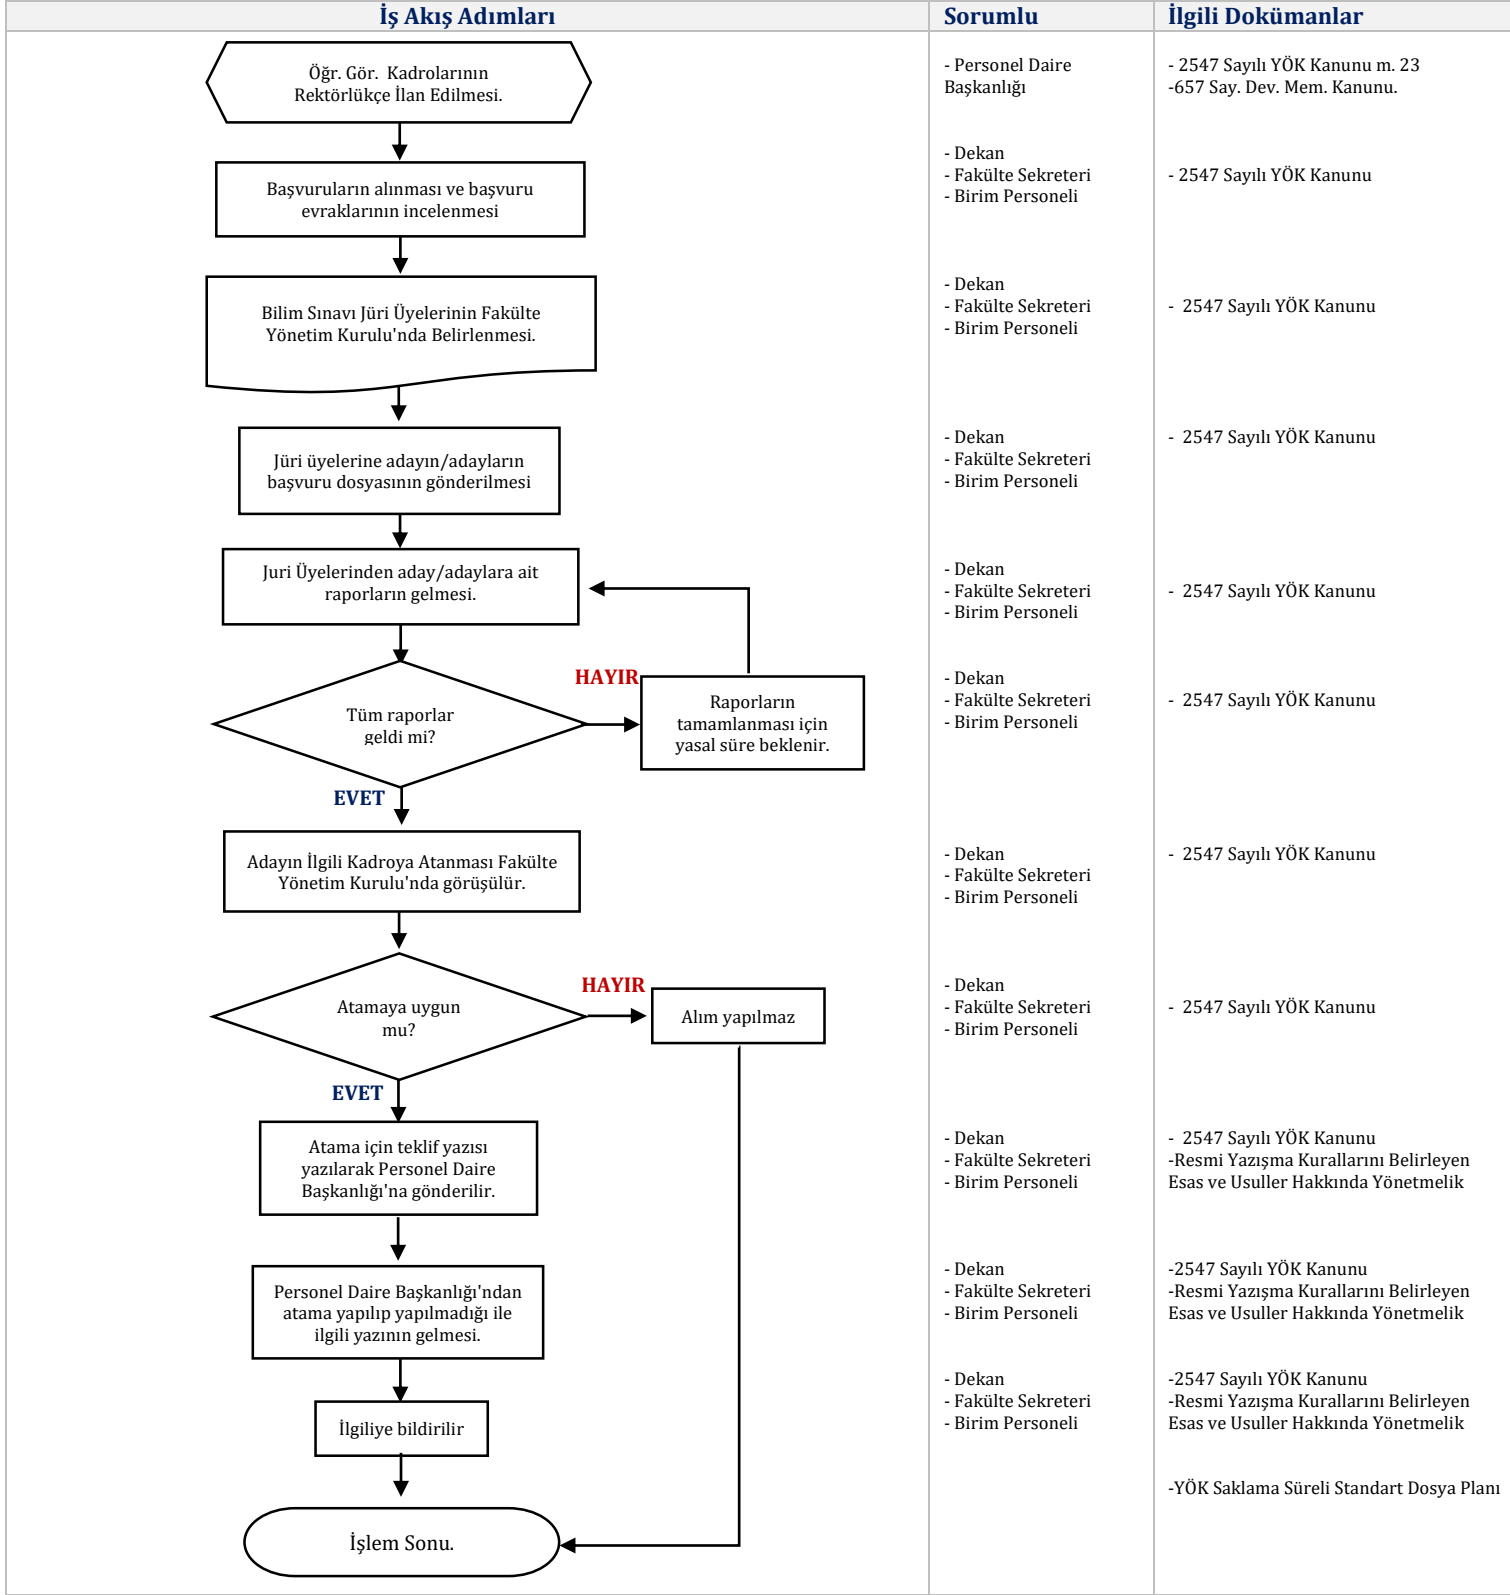 İş Akış Adımları
Sorumlu
İlgili Dokümanlar
Öğr. Gör.  Kadrolarının
Rektörlükçe İlan Edilmesi.
- Personel Daire
Başkanlığı
- 2547 Sayılı YÖK Kanunu m. 23
-657 Say. Dev. Mem. Kanunu.
Başvuruların alınması ve başvuru
evraklarının incelenmesi
- Dekan
- Fakülte Sekreteri
- Birim Personeli
- 2547 Sayılı YÖK Kanunu
Bilim Sınavı Jüri Üyelerinin Fakülte
Yönetim Kurulu'nda Belirlenmesi.
- Dekan
- Fakülte Sekreteri
- Birim Personeli
-  2547 Sayılı YÖK Kanunu
Jüri üyelerine adayın/adayların
başvuru dosyasının gönderilmesi
- Dekan
- Fakülte Sekreteri
- Birim Personeli
-  2547 Sayılı YÖK Kanunu
Juri Üyelerinden aday/adaylara ait
raporların gelmesi.
- Dekan
- Fakülte Sekreteri
- Birim Personeli
-  2547 Sayılı YÖK Kanunu
Tüm raporlar
geldi mi?
HAYIR
Raporların
tamamlanması için
yasal süre beklenir.
- Dekan
- Fakülte Sekreteri
- Birim Personeli
-  2547 Sayılı YÖK Kanunu
EVET
Adayın İlgili Kadroya Atanması Fakülte
Yönetim Kurulu'nda görüşülür.
- Dekan
- Fakülte Sekreteri
- Birim Personeli
-  2547 Sayılı YÖK Kanunu
Atamaya uygun
mu?
HAYIR
Alım yapılmaz
- Dekan
- Fakülte Sekreteri
- Birim Personeli
-  2547 Sayılı YÖK Kanunu
EVET
Atama için teklif yazısı
yazılarak Personel Daire
Başkanlığı'na gönderilir.
- Dekan
- Fakülte Sekreteri
- Birim Personeli
-  2547 Sayılı YÖK Kanunu
-Resmi Yazışma Kurallarını Belirleyen
Esas ve Usuller Hakkında Yönetmelik
Personel Daire Başkanlığı'ndan
atama yapılıp yapılmadığı ile
ilgili yazının gelmesi.
- Dekan
- Fakülte Sekreteri
- Birim Personeli
-2547 Sayılı YÖK Kanunu
-Resmi Yazışma Kurallarını Belirleyen
Esas ve Usuller Hakkında Yönetmelik
İlgiliye bildirilir
- Dekan
- Fakülte Sekreteri
- Birim Personeli
-2547 Sayılı YÖK Kanunu
-Resmi Yazışma Kurallarını Belirleyen
Esas ve Usuller Hakkında Yönetmelik
-YÖK Saklama Süreli Standart Dosya Planı
İşlem Sonu.